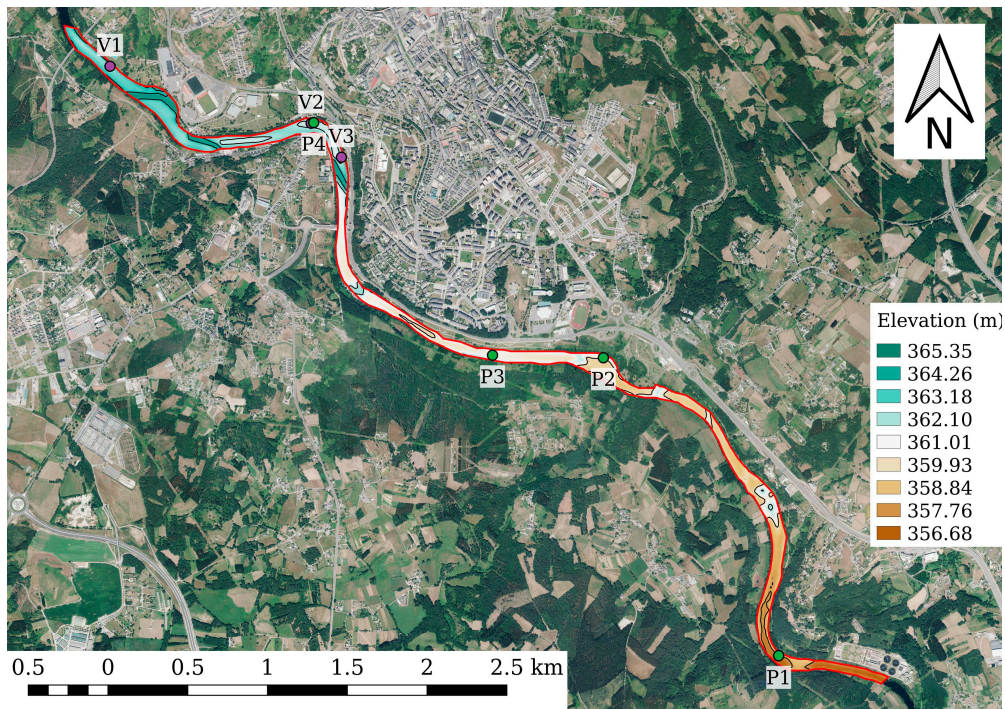 V1
V2
P4
V3
N
P3
P2
P1
Elevation (m)
365.35
364.26
363.18
362.10
361.01
359.93
358.84
357.76
356.68
0.5 0 0.5 1 1.5 2 2.5 km